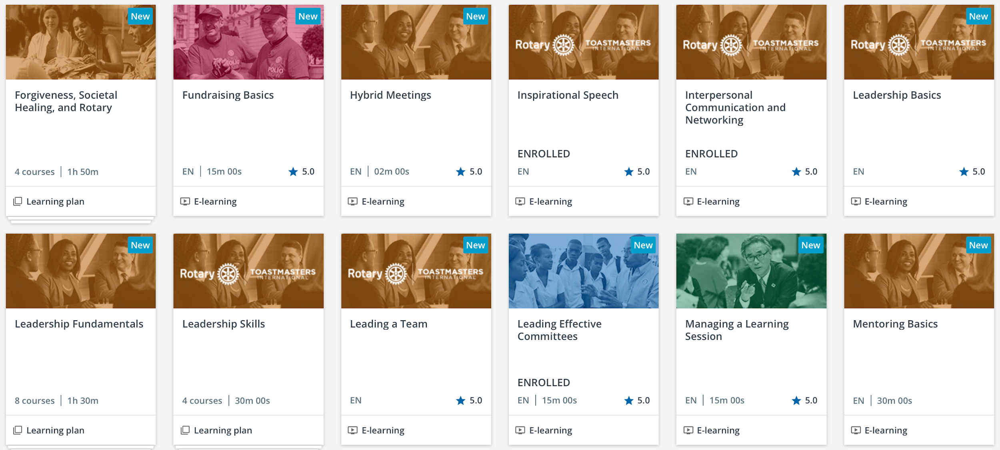 New
Forgiveness, Societal
Healing, and Rotary
4 courses | 1h 50m
Learning plan
New
END
POLIO
NOW
Fundraising Basics
EN | 15m 00s 5.0
E-learning
New
Hybrid Meetings
EN | 02m 00s 5.0
E-learning
Rotary | TOASTMASTERS
INTERNATIONAL
Inspirational Speech
ENROLLED
EN 5.0
E-learning
Rotary | TOASTMASTERS
INTERNATIONAL
Interpersonal
Communication and
Networking
ENROLLED
EN 5.0
E-learning
New
Rotary | TOASTMASTERS
INTERNATIONAL
Leadership Basics
EN 5.0
E-learning
New
Leadership Fundamentals
8 courses | 1h 30m
Learning plan
Rotary | TOASTMASTERS
INTERNATIONAL
Leadership Skills
4 courses | 30m 00s
Learning plan
New
Rotary | TOASTMASTERS
INTERNATIONAL
Leading a Team
EN 5.0
E-learning
New
Leading Effective
Committees
ENROLLED
EN | 15m 00s 5.0
E-learning
New
Managing a Learning
Session
EN | 15m 00s 5.0
E-learning
New
Mentoring Basics
EN | 30m 00s
E-learning